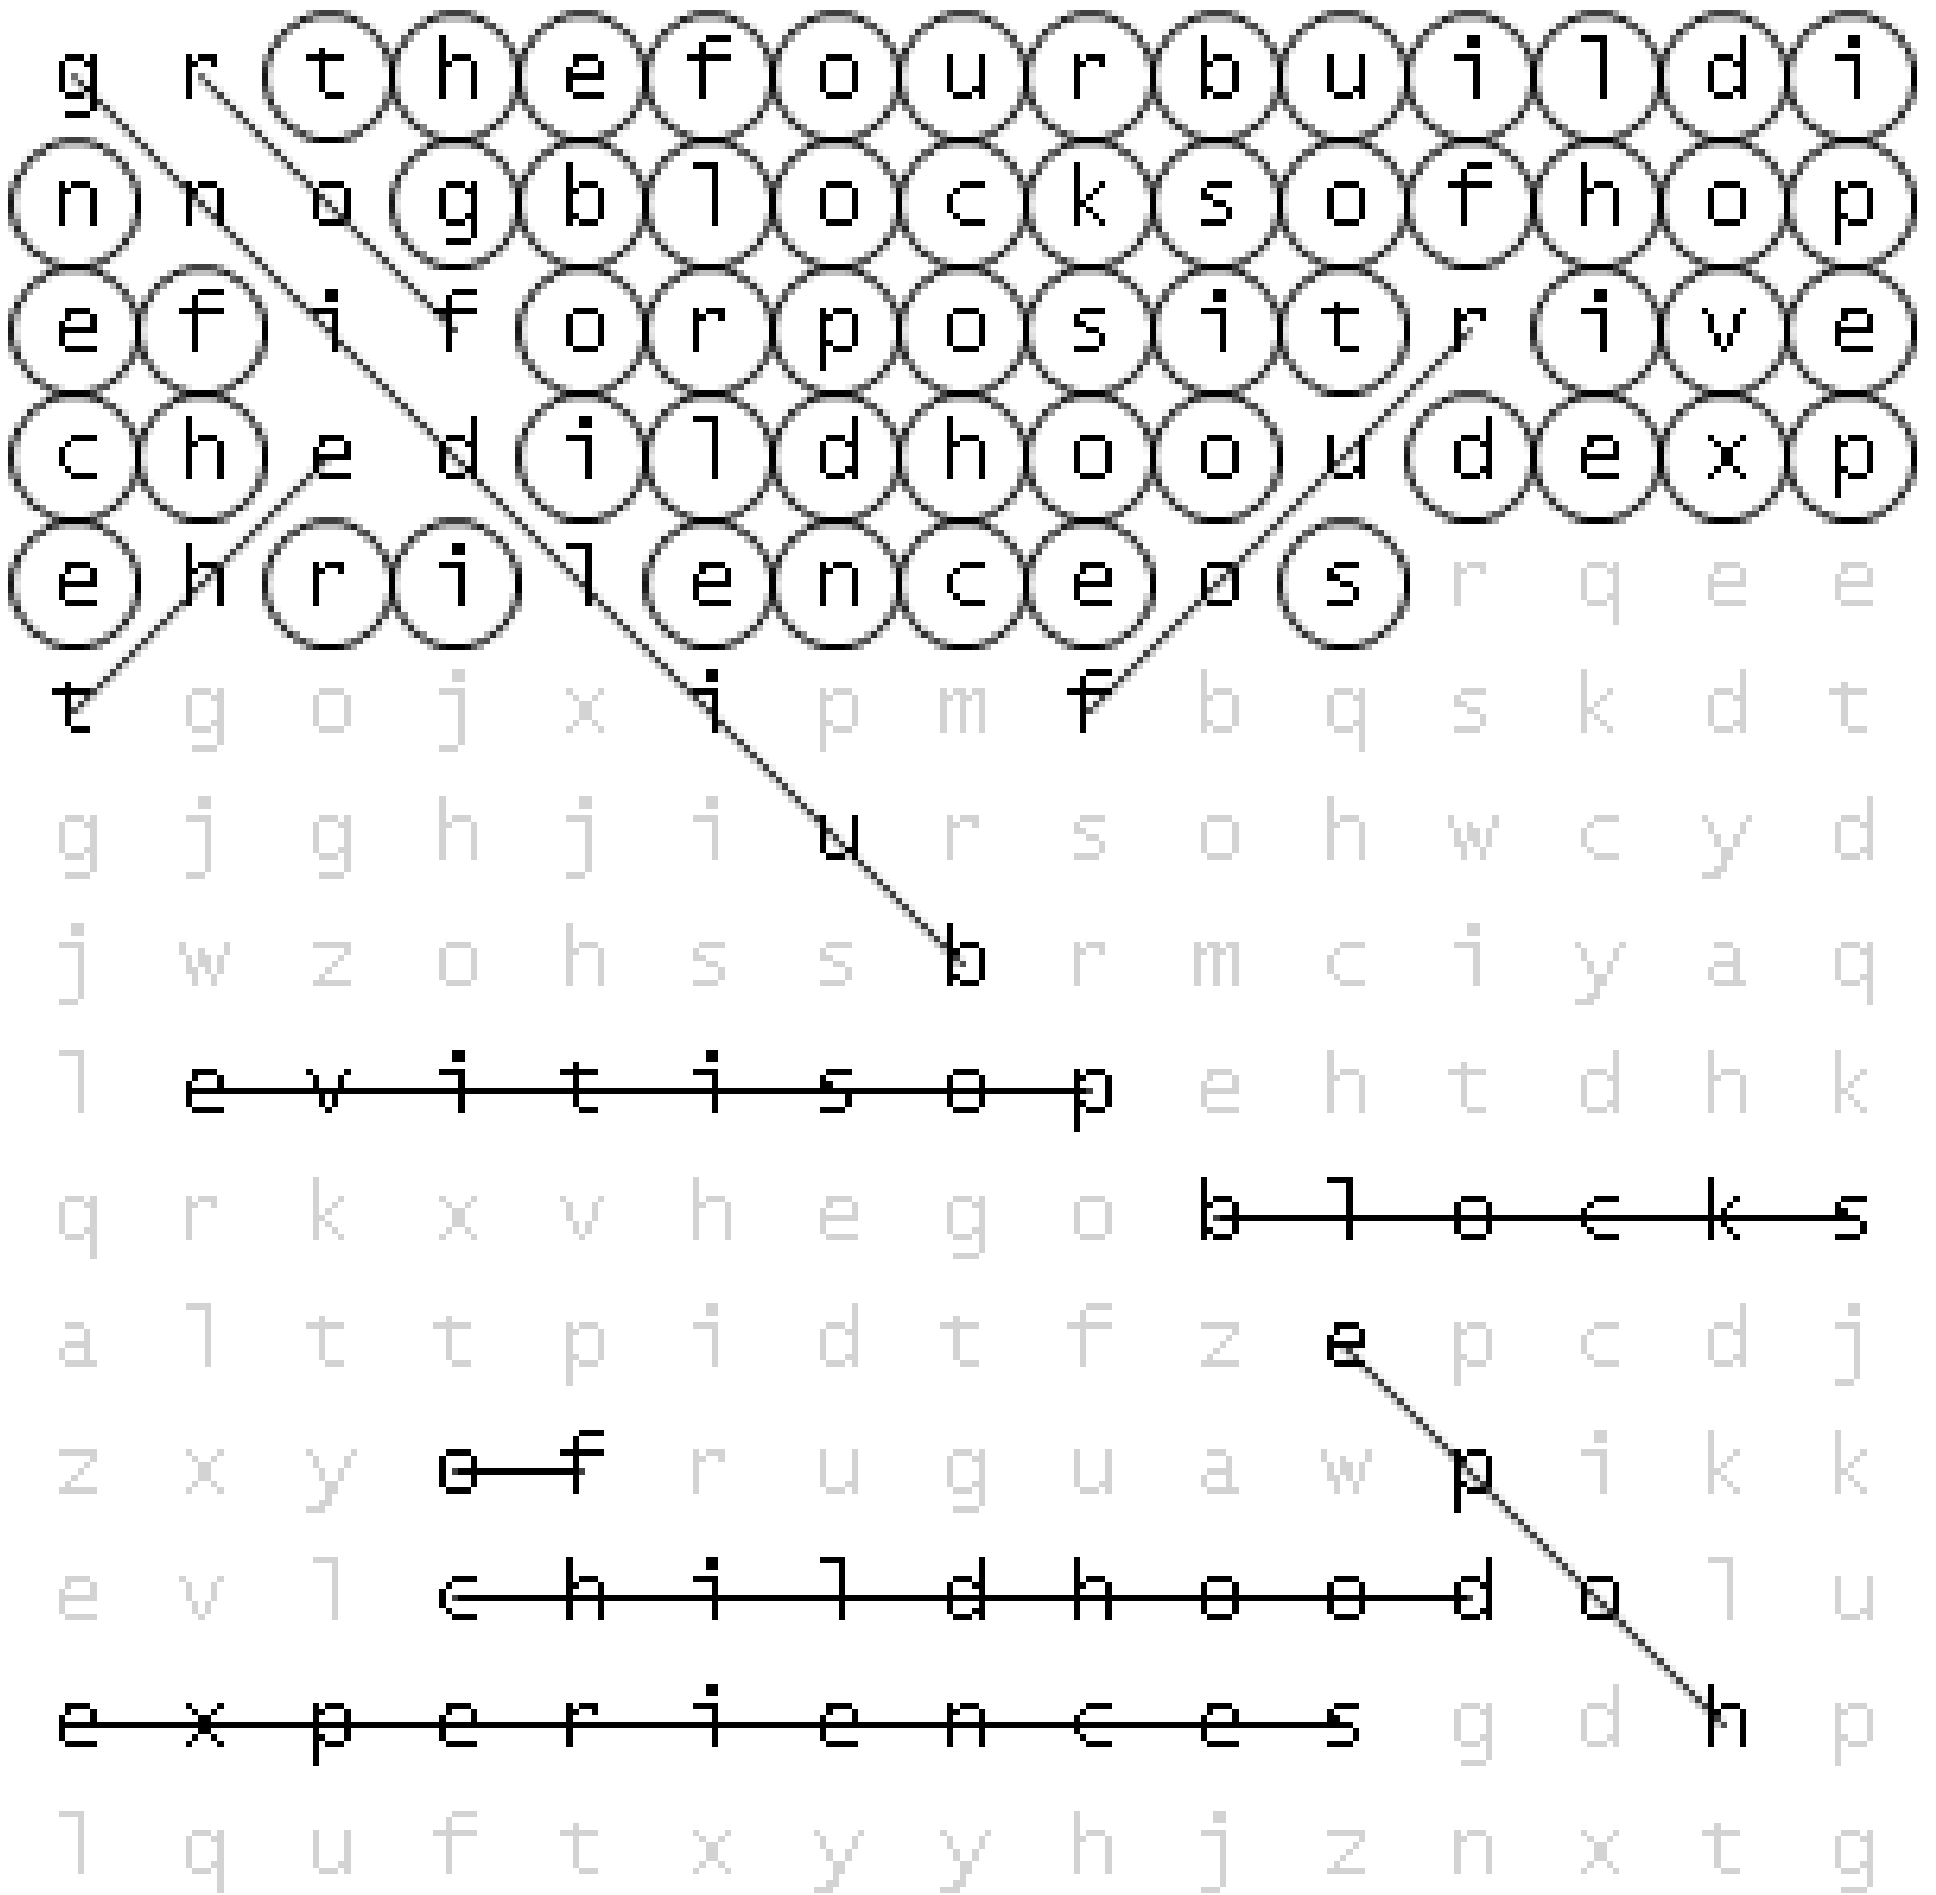 g r t h e f o u r b u i l d i
n n o g b l o c k s o f h o p
e f i f o r p o s i t r i v e
c h e d i l d h o o u d e x p
e h r i l e n c e o s r q e e
t g o j x i p m f b q s k d t
g j g h j i u r s o h w c y d
j w z o h s s b r m c i y a q
l e v i t i s o p e h t d h k
q r k x v h e g o b l o c k s
a l t t p i d t f z e p c d j
z x y o f r u g u a w p i k k
e v l c h i l d h o o d o l u
e x p e r i e n c e s g d h p
l q u f t x y y h j z n x t g